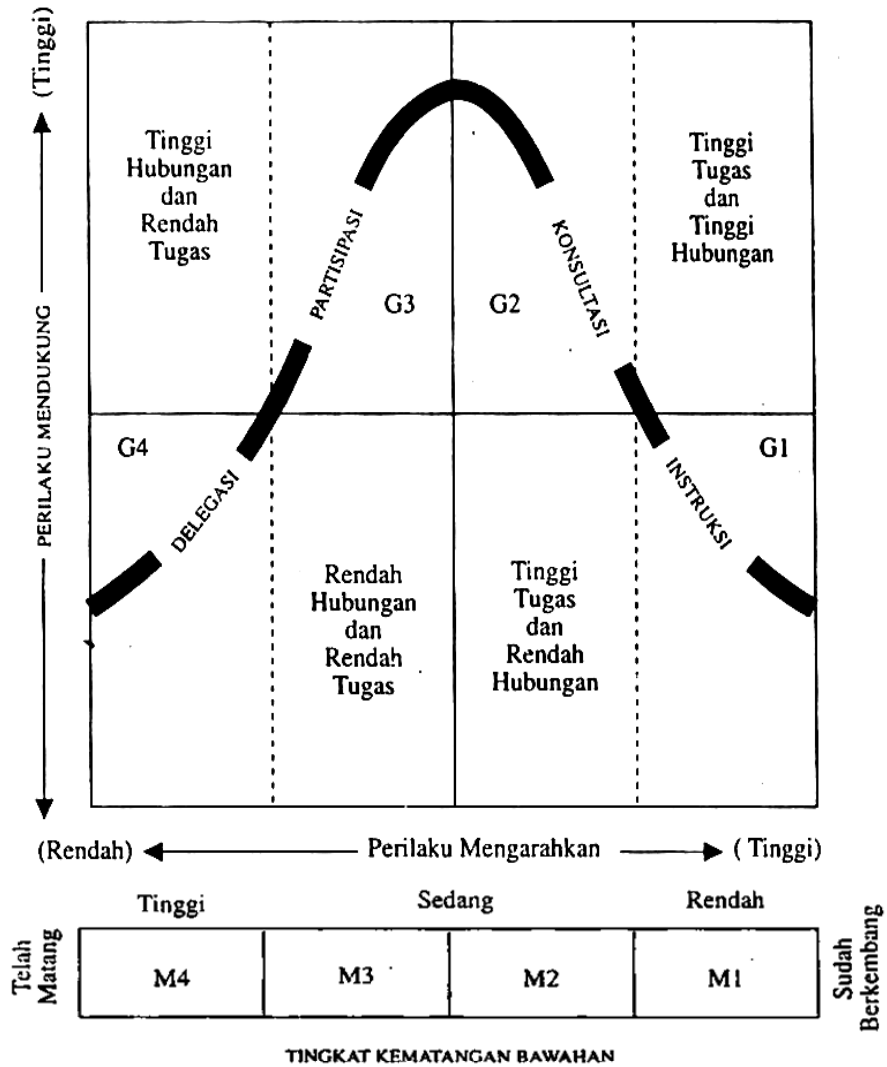 (Tinggi)
PERILAKU MENDUKUNG
Tinggi
Hubungan
dan
Rendah
Tugas
PARTISIPASI
G3
G2
KONSULTASI
Tinggi
Tugas
dan
Tinggi
Hubungan
G4
DELEGASI
Rendah
Hubungan
dan
Rendah
Tugas
Tinggi
Tugas
dan
Rendah
Hubungan
INSTRUKSI
G1
(Rendah)
Perilaku Mengarahkan
( Tinggi)
Tinggi
Sedang
Rendah
Telah
Matang
M4
M3
M2
M1
Sudah
Berkembang
TINGKAT KEMATANGAN BAWAHAN